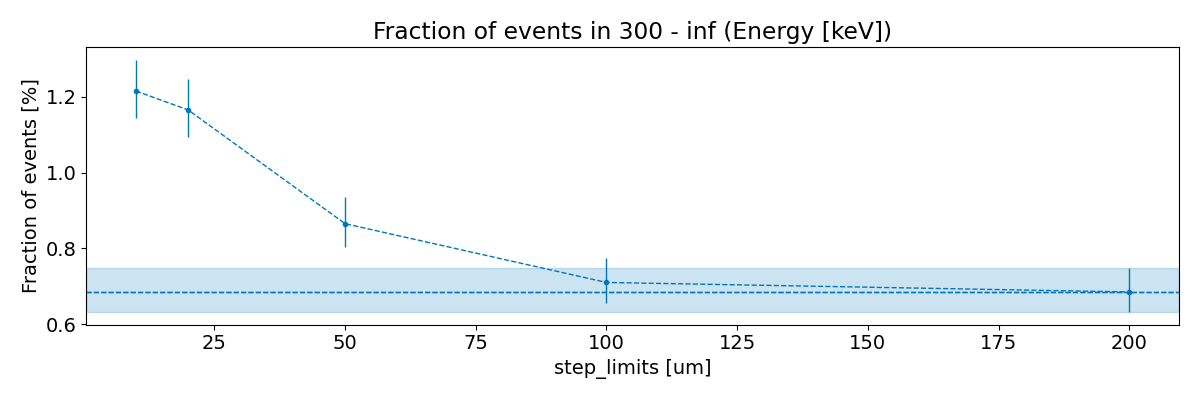 Fraction of events in 300 - inf (Energy [keV])
Fraction of events [%]
1.2
1.0
0.8
0.6
25 50 75 100 125 150 175 200
step_limits [um]